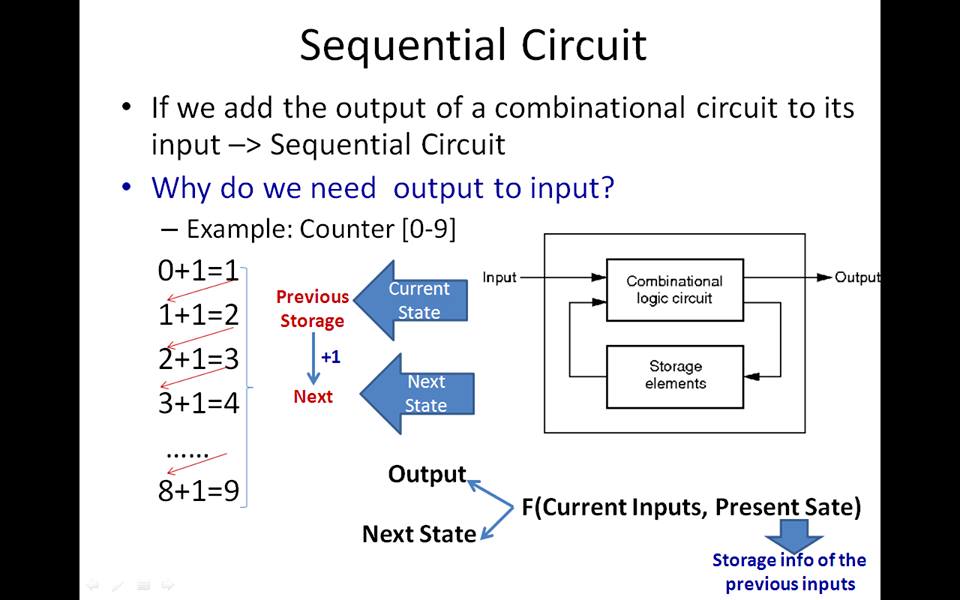 Sequential Circuit
• If we add the output of a combinational circuit to its
input –> Sequential Circuit
• Why do we need output to input?
– Example: Counter [0-9]
0+1=1
1+1=2
2+1=3
3+1=4
......
8+1=9
Previous
Storage
+1
Next
Current
State
Next
State
Input
Combinational
logic circuit
Output
Storage
elements
Output
Next State
F(Current Inputs, Present Sate)
Storage info of the
previous inputs